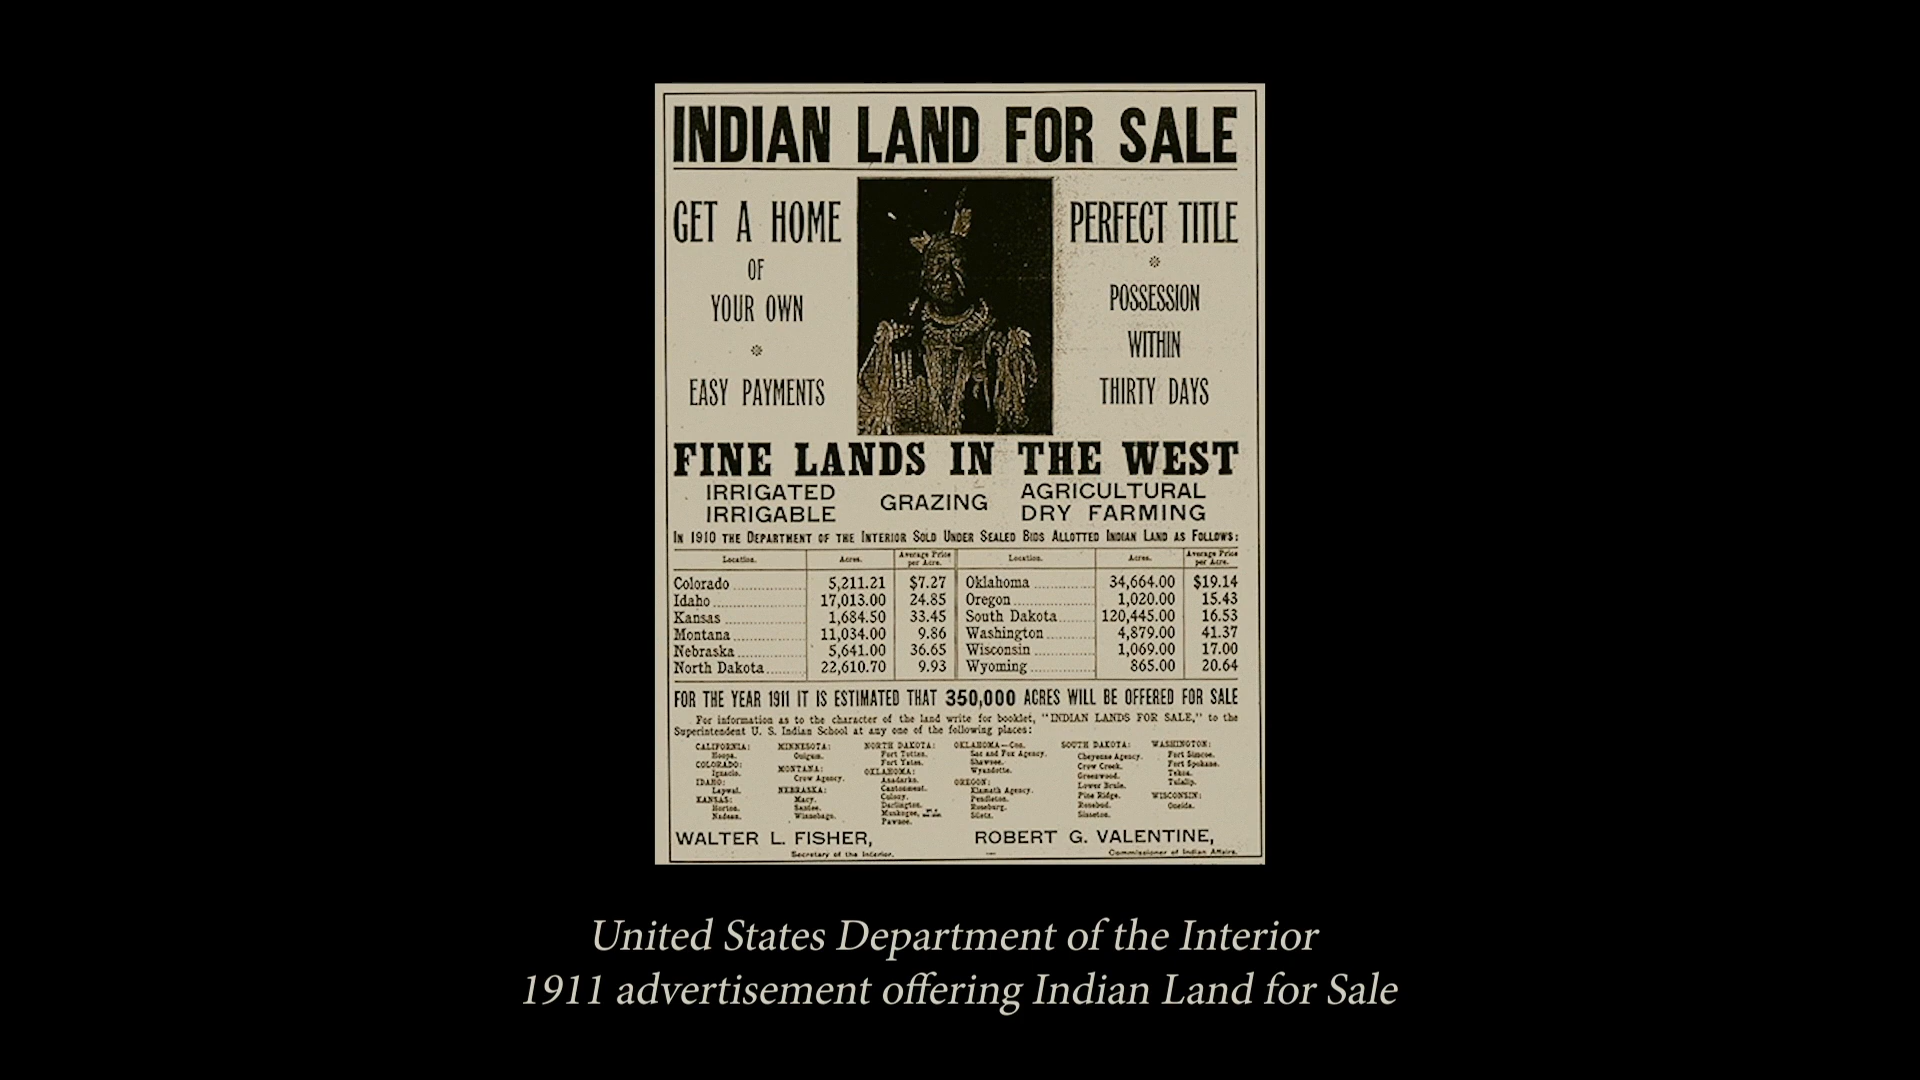 INDIAN LAND FOR SALE
GET A HOME
OF
YOUR OWN
EASY PAYMENTS
PERFECT TITLE
POSSESSION
WITHIN
THIRTY DAYS
FINE LANDS IN THE WEST
IRRIGATED
IRRIGABLE
GRAZING
AGRICULTURAL
DRY FARMING
IN 1910 THE DEPARTMENT OF THE INTERIOR SOLD UNDER SEALED BIDS ALLOTTED INDIAN LAND AS FOLLOWS:
Location. Acres. Average Price per Acre. Location. Acres. Average Price per Acre.
Colorado 5,211.21 $7.27 Oklahoma 34,664.00 $19.14
Idaho 17,013.00 24.85 Oregon 1,020.00 15.43
Kansas 1,684.50 33.45 South Dakota 120,445.00 16.53
Montana 11,034.00 9.86 Washington 4,879.00 41.37
Nebraska 5,641.00 36.65 Wisconsin 1,069.00 17.00
North Dakota 22,610.70 9.93 Wyoming 865.00 20.64
FOR THE YEAR 1911 IT IS ESTIMATED THAT 350,000 ACRES WILL BE OFFERED FOR SALE
For information as to the character of the land write for booklet, "INDIAN LANDS FOR SALE," to the
Superintendent U. S. Indian School at any one of the following places:
CALIFORNIA:
Hoopa.
COLORADO:
Ignacio.
IDAHO:
Lapwai.
KANSAS:
Horton.
Nadeau.
MINNESOTA:
Onigum.
MONTANA:
Crow Agency.
NEBRASKA:
Macy.
Santee.
Winnebago.
NORTH DAKOTA:
Fort Totten.
Fort Yates.
OKLAHOMA:
Anadarko.
Cantonment.
Colony.
Darlington.
Muskogee,
Pawnee.
OKLAHOMA—Con.
Sac and Fox Agency.
Shawnee.
Wyandotte.
OREGON:
Klamath Agency.
Pendleton.
Roseburg.
Siletz.
SOUTH DAKOTA:
Cheyenne Agency.
Crow Creek.
Greenwood.
Lower Brule.
Pine Ridge.
Rosebud.
Sisseton.
WASHINGTON:
Fort Simcoe.
Fort Spokane.
Tekoa.
Tulalip.
WISCONSIN:
Oneida.
WALTER L. FISHER,
Secretary of the Interior.
ROBERT G. VALENTINE,
Commissioner of Indian Affairs.
United States Department of the Interior
1911 advertisement offering Indian Land for Sale